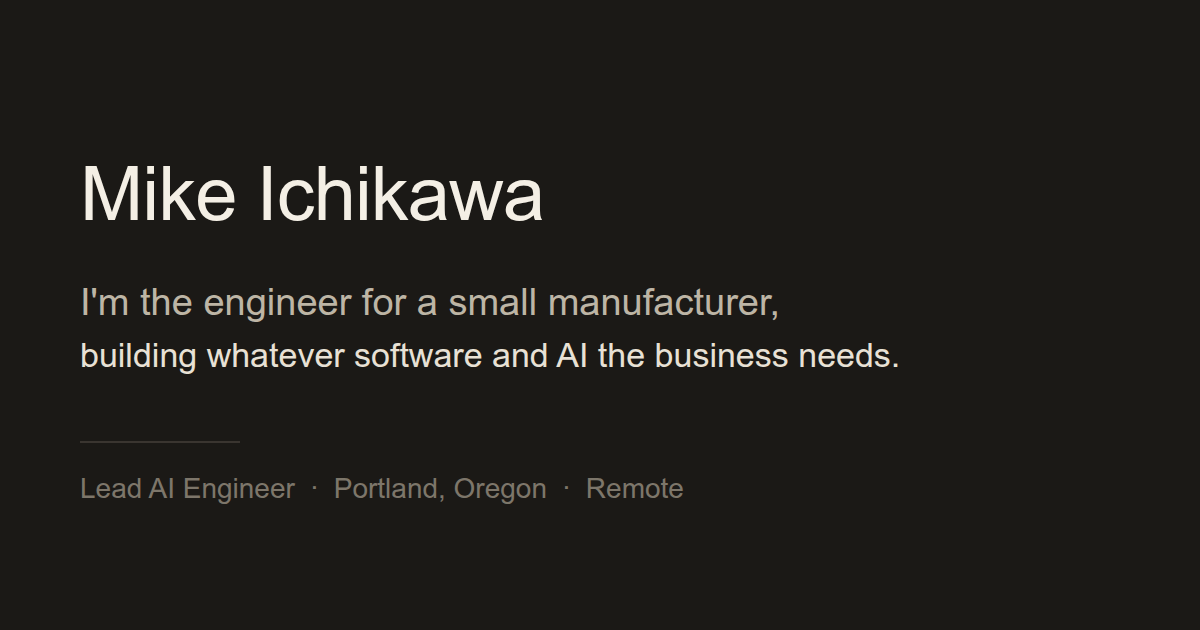 Mike Ichikawa
I'm the engineer for a small manufacturer,
building whatever software and AI the business needs.
Lead AI Engineer · Portland, Oregon · Remote